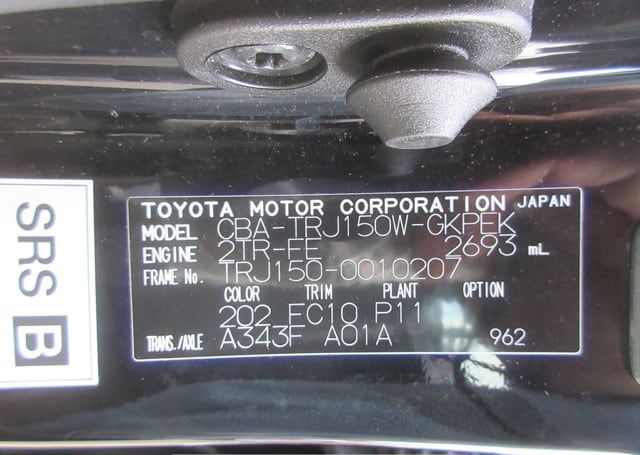 TOYOTA MOTOR CORPORATION JAPAN
MODEL CBA-TRJ150W-GKPEK
ENGINE 2TR-FE 2693 mL
FRAME No. TRJ150-0010207
COLOR TRIM PLANT OPTION
202 FC10 P11
TRANS./AXLE A343F A01A 962
SRS B